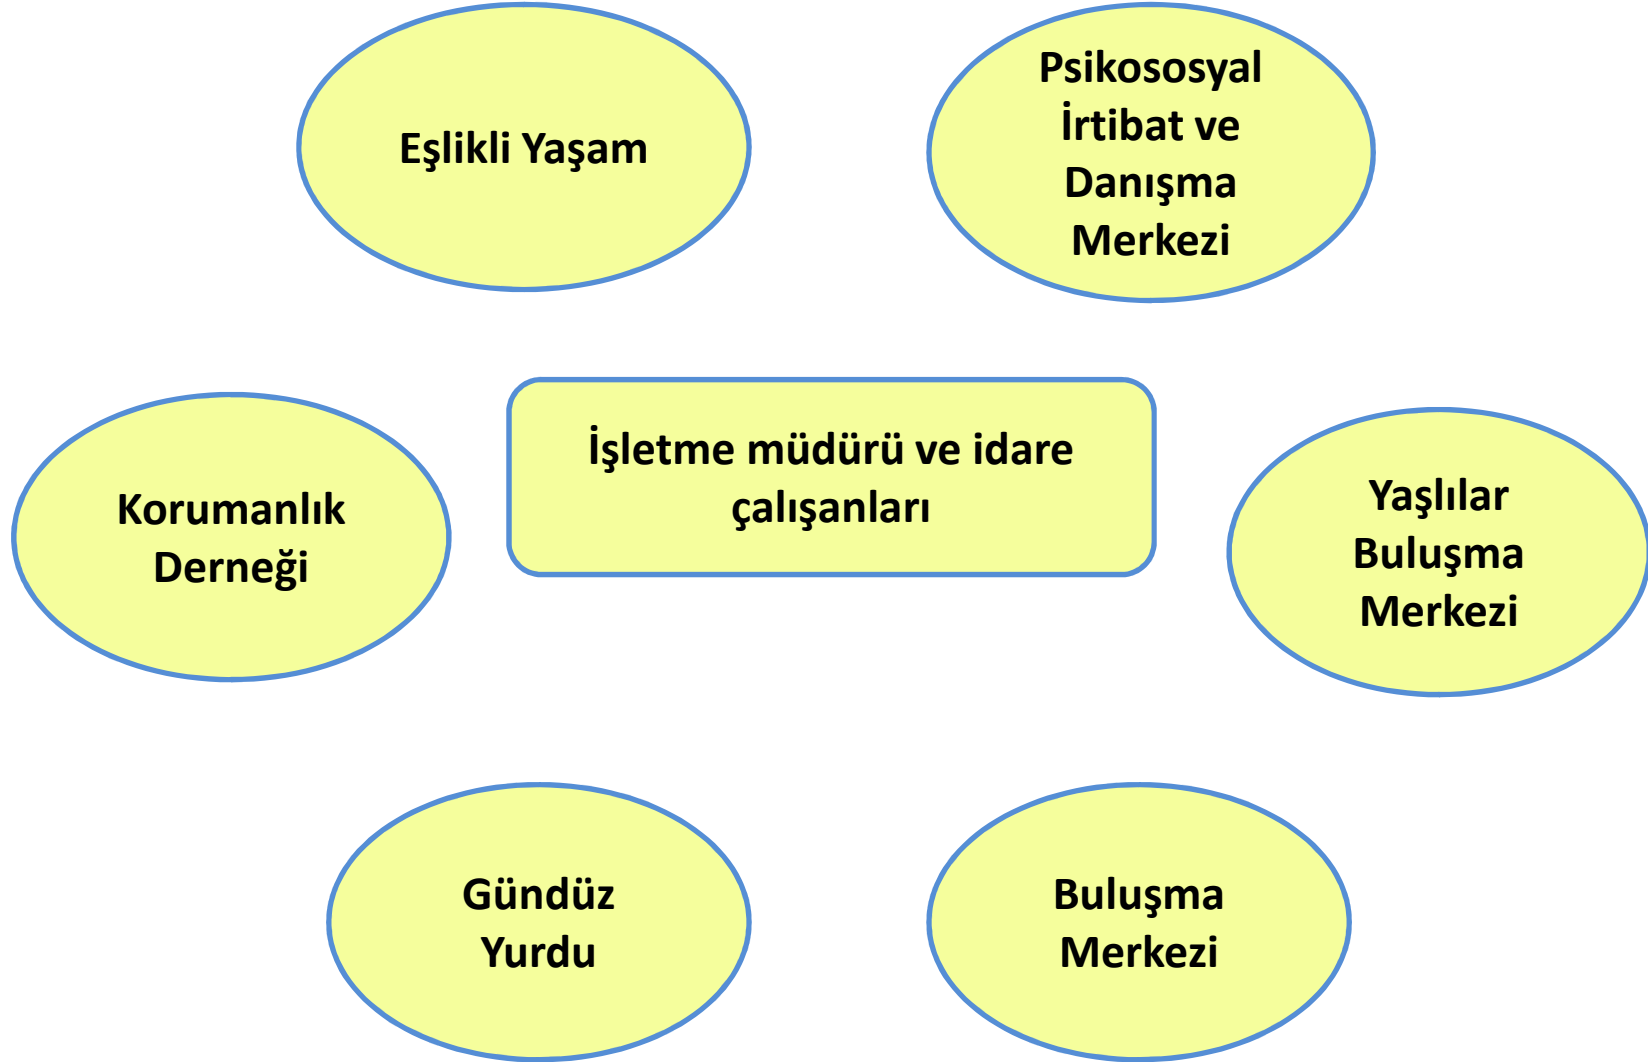 Eşlikli Yaşam
Psikososyal
İrtibat ve
Danışma
Merkezi
İşletme müdürü ve idare
çalışanları
Korumanlık
Derneği
Yaşlılar
Buluşma
Merkezi
Gündüz
Yurdu
Buluşma
Merkezi